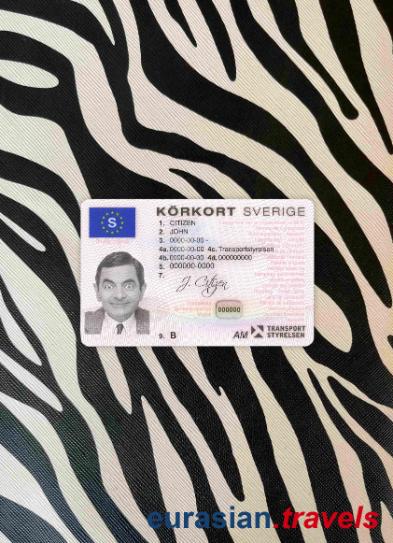 S
KÖRKORT SVERIGE
1. CITIZEN
2. JOHN
3. 0000-00-00 -
4a. 0000-00-00 4c. Transportstyrelsen
4b. 0000-00-00 4d. 000000000
5. 000000-0000
7.
J. Citizen
000000
9. B
AM
TRANSPORT
STYRELSEN
eurasian.travels